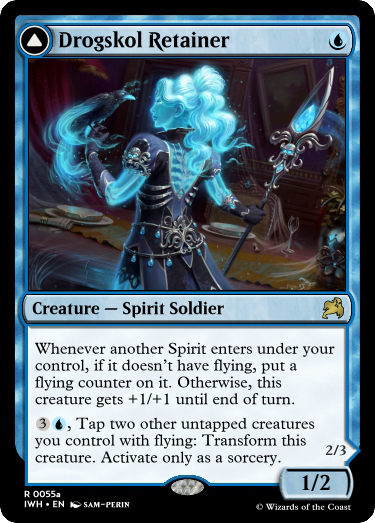 Drogskol Retainer
Creature — Spirit Soldier
Whenever another Spirit enters under your
control, if it doesn't have flying, put a
flying counter on it. Otherwise, this
creature gets +1/+1 until end of turn.
3, Tap two other untapped creatures
you control with flying: Transform this
creature. Activate only as a sorcery.
2/3
1/2
R 0055a
IWH • EN SAM-PERIN
© Wizards of the Coast